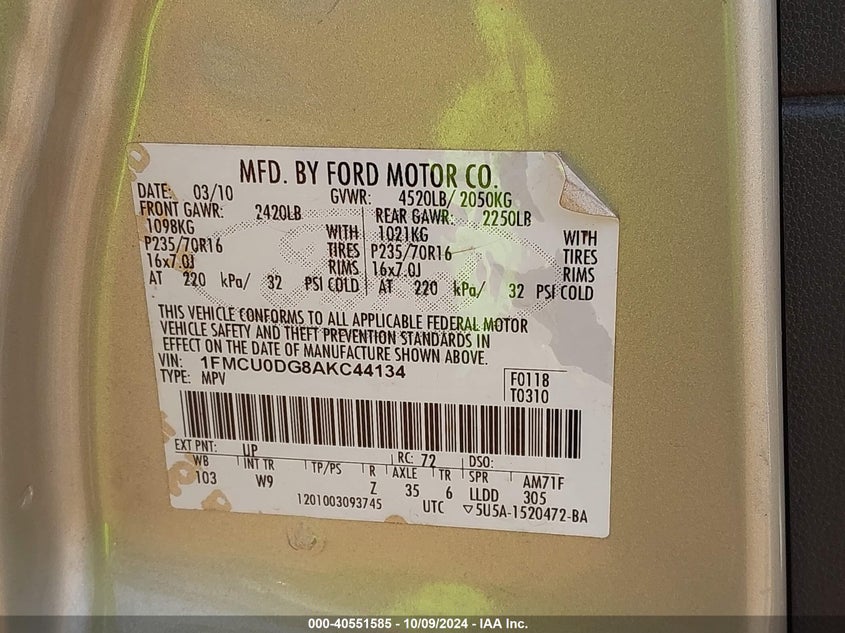 MFD. BY FORD MOTOR CO.
DATE: 03/10 GVWR: 4520LB/ 2050KG
FRONT GAWR: 2420LB REAR GAWR: 2250LB
1098KG WITH 1021KG WITH
P235/70R16 TIRES P235/70R16 TIRES
16x7.0J RIMS 16x7.0J RIMS
AT 220 kPa/ 32 PSI COLD AT 220 kPa/ 32 PSI COLD
THIS VEHICLE CONFORMS TO ALL APPLICABLE FEDERAL MOTOR
VEHICLE SAFETY AND THEFT PREVENTION STANDARDS IN
EFFECT ON THE DATE OF MANUFACTURE SHOWN ABOVE.
VIN: 1FMCU0DG8AKC44134
TYPE: MPV
F0118
T0310
EXT PNT: UP RC: 72 DSO:
WB INT TR TP/PS R AXLE TR SPR AM71F
103 W9 Z 35 6 LLDD 305
1201003093745 UTC ▽5U5A-1520472-BA
000-40551585 - 10/09/2024 - IAA Inc.